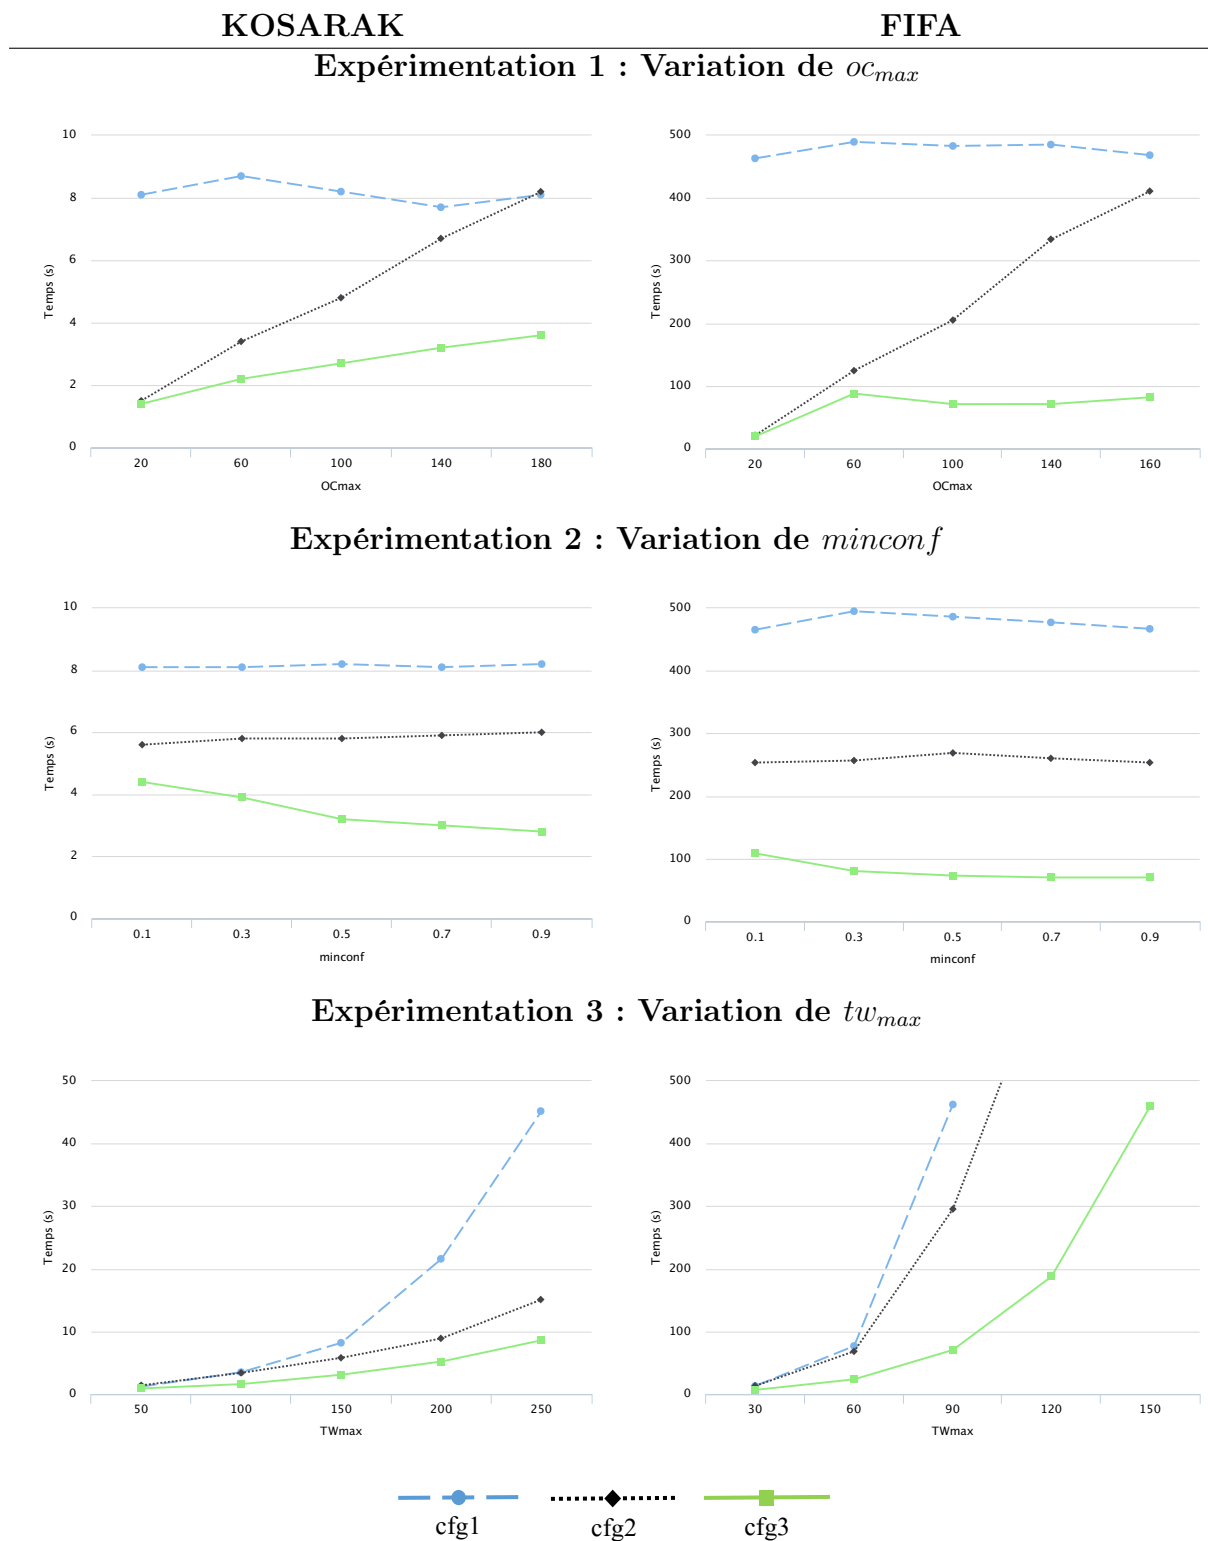 KOSARAK FIFA
Expérimentation 1 : Variation de oc_max
10
8
6
4
2
0
Temps (s)
20 60 100 140 180
OCmax
500
400
300
200
100
0
Temps (s)
20 60 100 140 160
OCmax
Expérimentation 2 : Variation de minconf
10
8
6
4
2
0
Temps (s)
0.1 0.3 0.5 0.7 0.9
minconf
500
400
300
200
100
0
Temps (s)
0.1 0.3 0.5 0.7 0.9
minconf
Expérimentation 3 : Variation de tw_max
50
40
30
20
10
0
Temps (s)
50 100 150 200 250
TWmax
500
400
300
200
100
0
Temps (s)
30 60 90 120 150
TWmax
cfg1 cfg2 cfg3